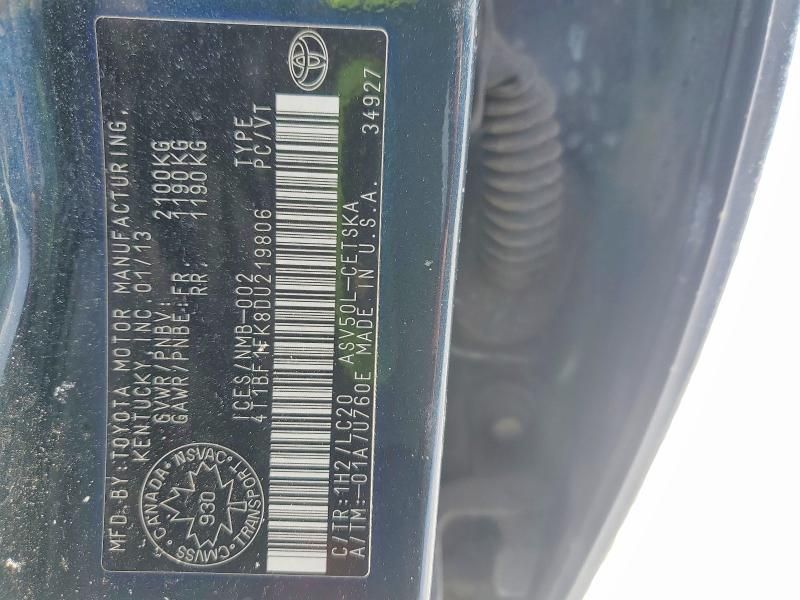 MFD. BY: TOYOTA MOTOR MANUFACTURING,
KENTUCKY, INC. 01/13
GVWR/PNBV: 2100KG
GAWR/PNBE: FR 1190KG
RR. 1190KG
ICES/NMB-002 TYPE
4T1BF1FK8DU219806 PC/VT
CANADA NSVAC
930
CMVSS TRANSPORT
C/TR: 1H2/LC20 ASV50L-CETSKA
A/TM: -01A/U760E MADE IN U.S.A. 34927